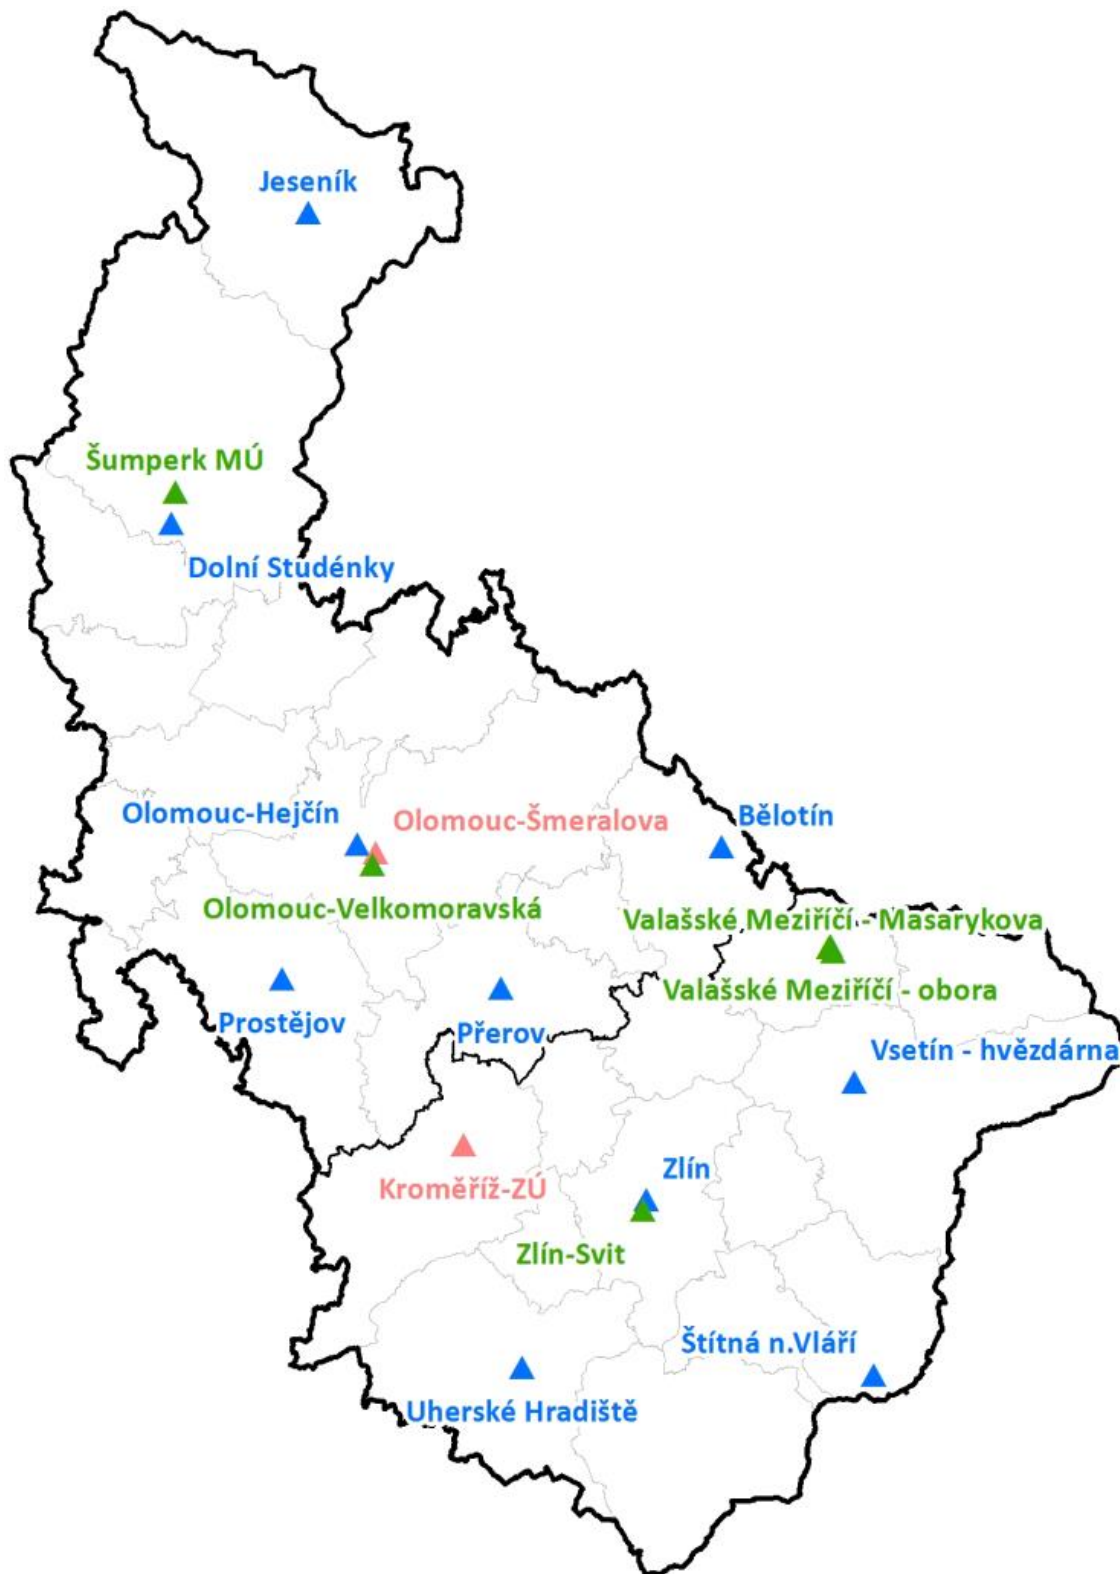 Jeseník
Šumperk MÚ
Dolní Studénky
Olomouc-Hejčín
Olomouc-Šmeralova
Bělotín
Olomouc-Velkomoravská
Valašské Meziříčí - Masarykova
Valašské Meziříčí - obora
Prostějov
Přerov
Vsetín - hvězdárna
Kroměříž-ZÚ
Zlín
Zlín-Svit
Štítná n.Vláří
Uherské Hradiště